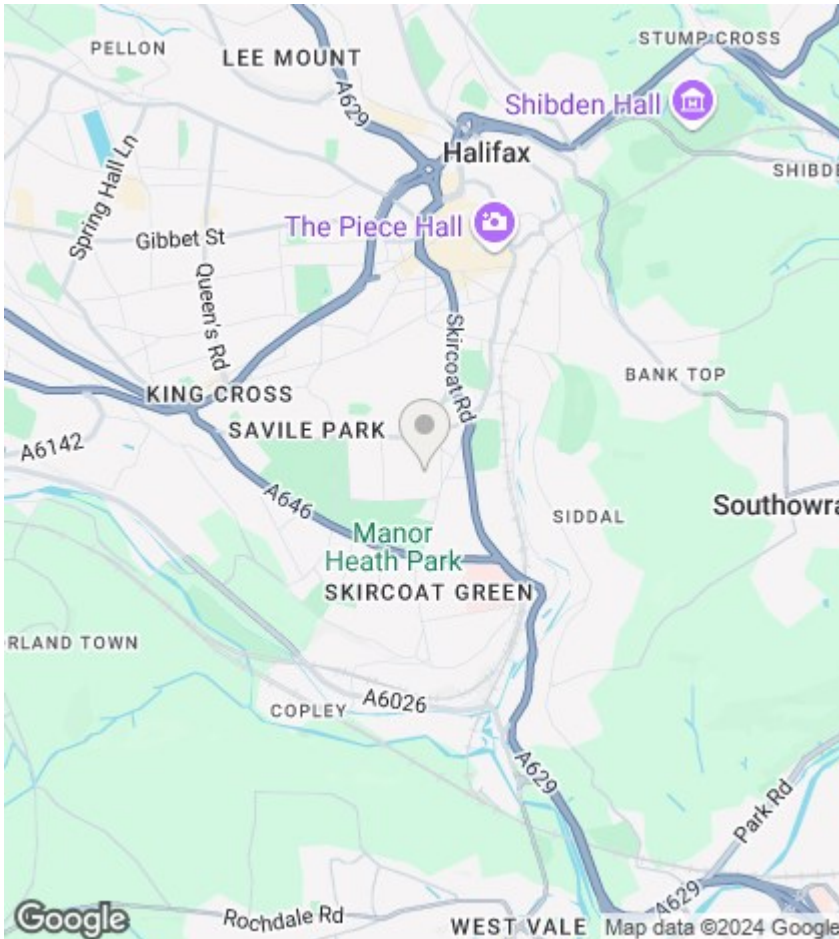 PELLON
LEE MOUNT
STUMP CROSS
A629
Shibden Hall
Halifax
SHIBDE
Spring Hall Ln
The Piece Hall
Gibbet St
Queen's Rd
Skircoat Rd
BANK TOP
KING CROSS
SAVILE PARK
A6142
A646
Southowra
SIDDAL
Manor
Heath Park
SKIRCOAT GREEN
ORLAND TOWN
A6026
COPLEY
A629
Park Rd
A629
Google
Rochdale Rd
WEST VALE
Map data ©2024 Google